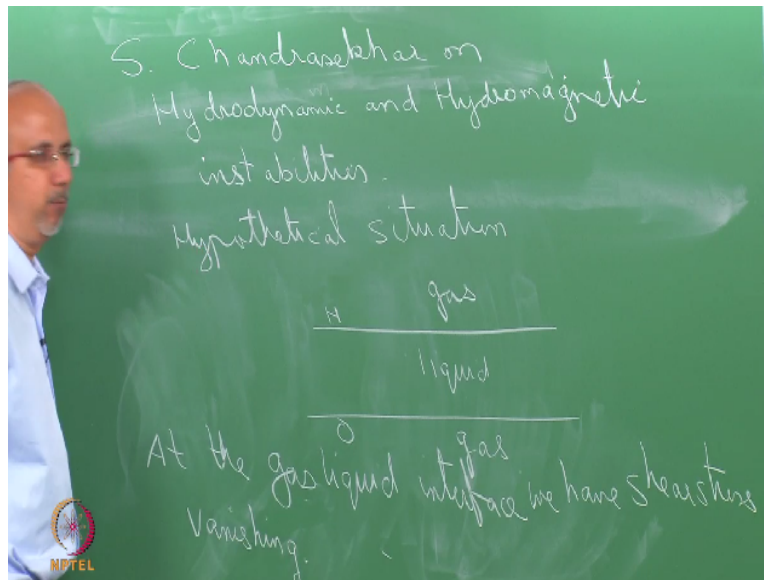 S. Chandrasekhar on
Hydrodynamic and Hydromagnetic
instabilities.
Hypothetical situation
H gas
liquid
O gas
At the gas liquid interface we have shear stress
vanishing.
NPTEL